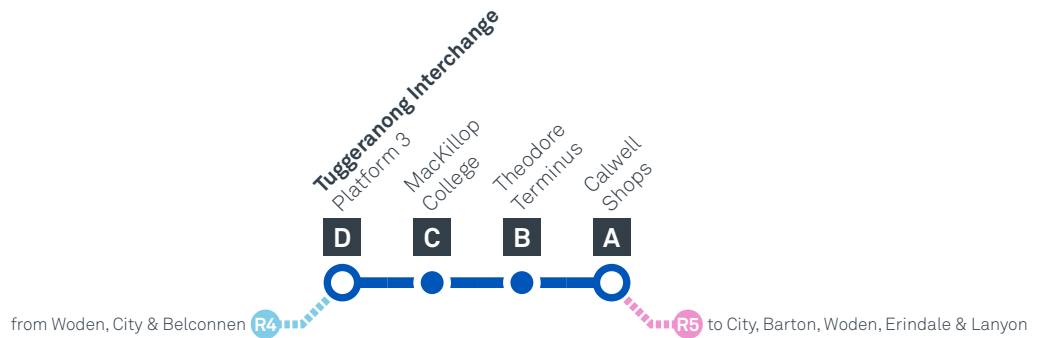 Tuggeranong Interchange
Platform 3
MacKillop
College
Theodore
Terminus
Calwell
Shops
D
C
B
A
from Woden, City & Belconnen R4
R5 to City, Barton, Woden, Erindale & Lanyon